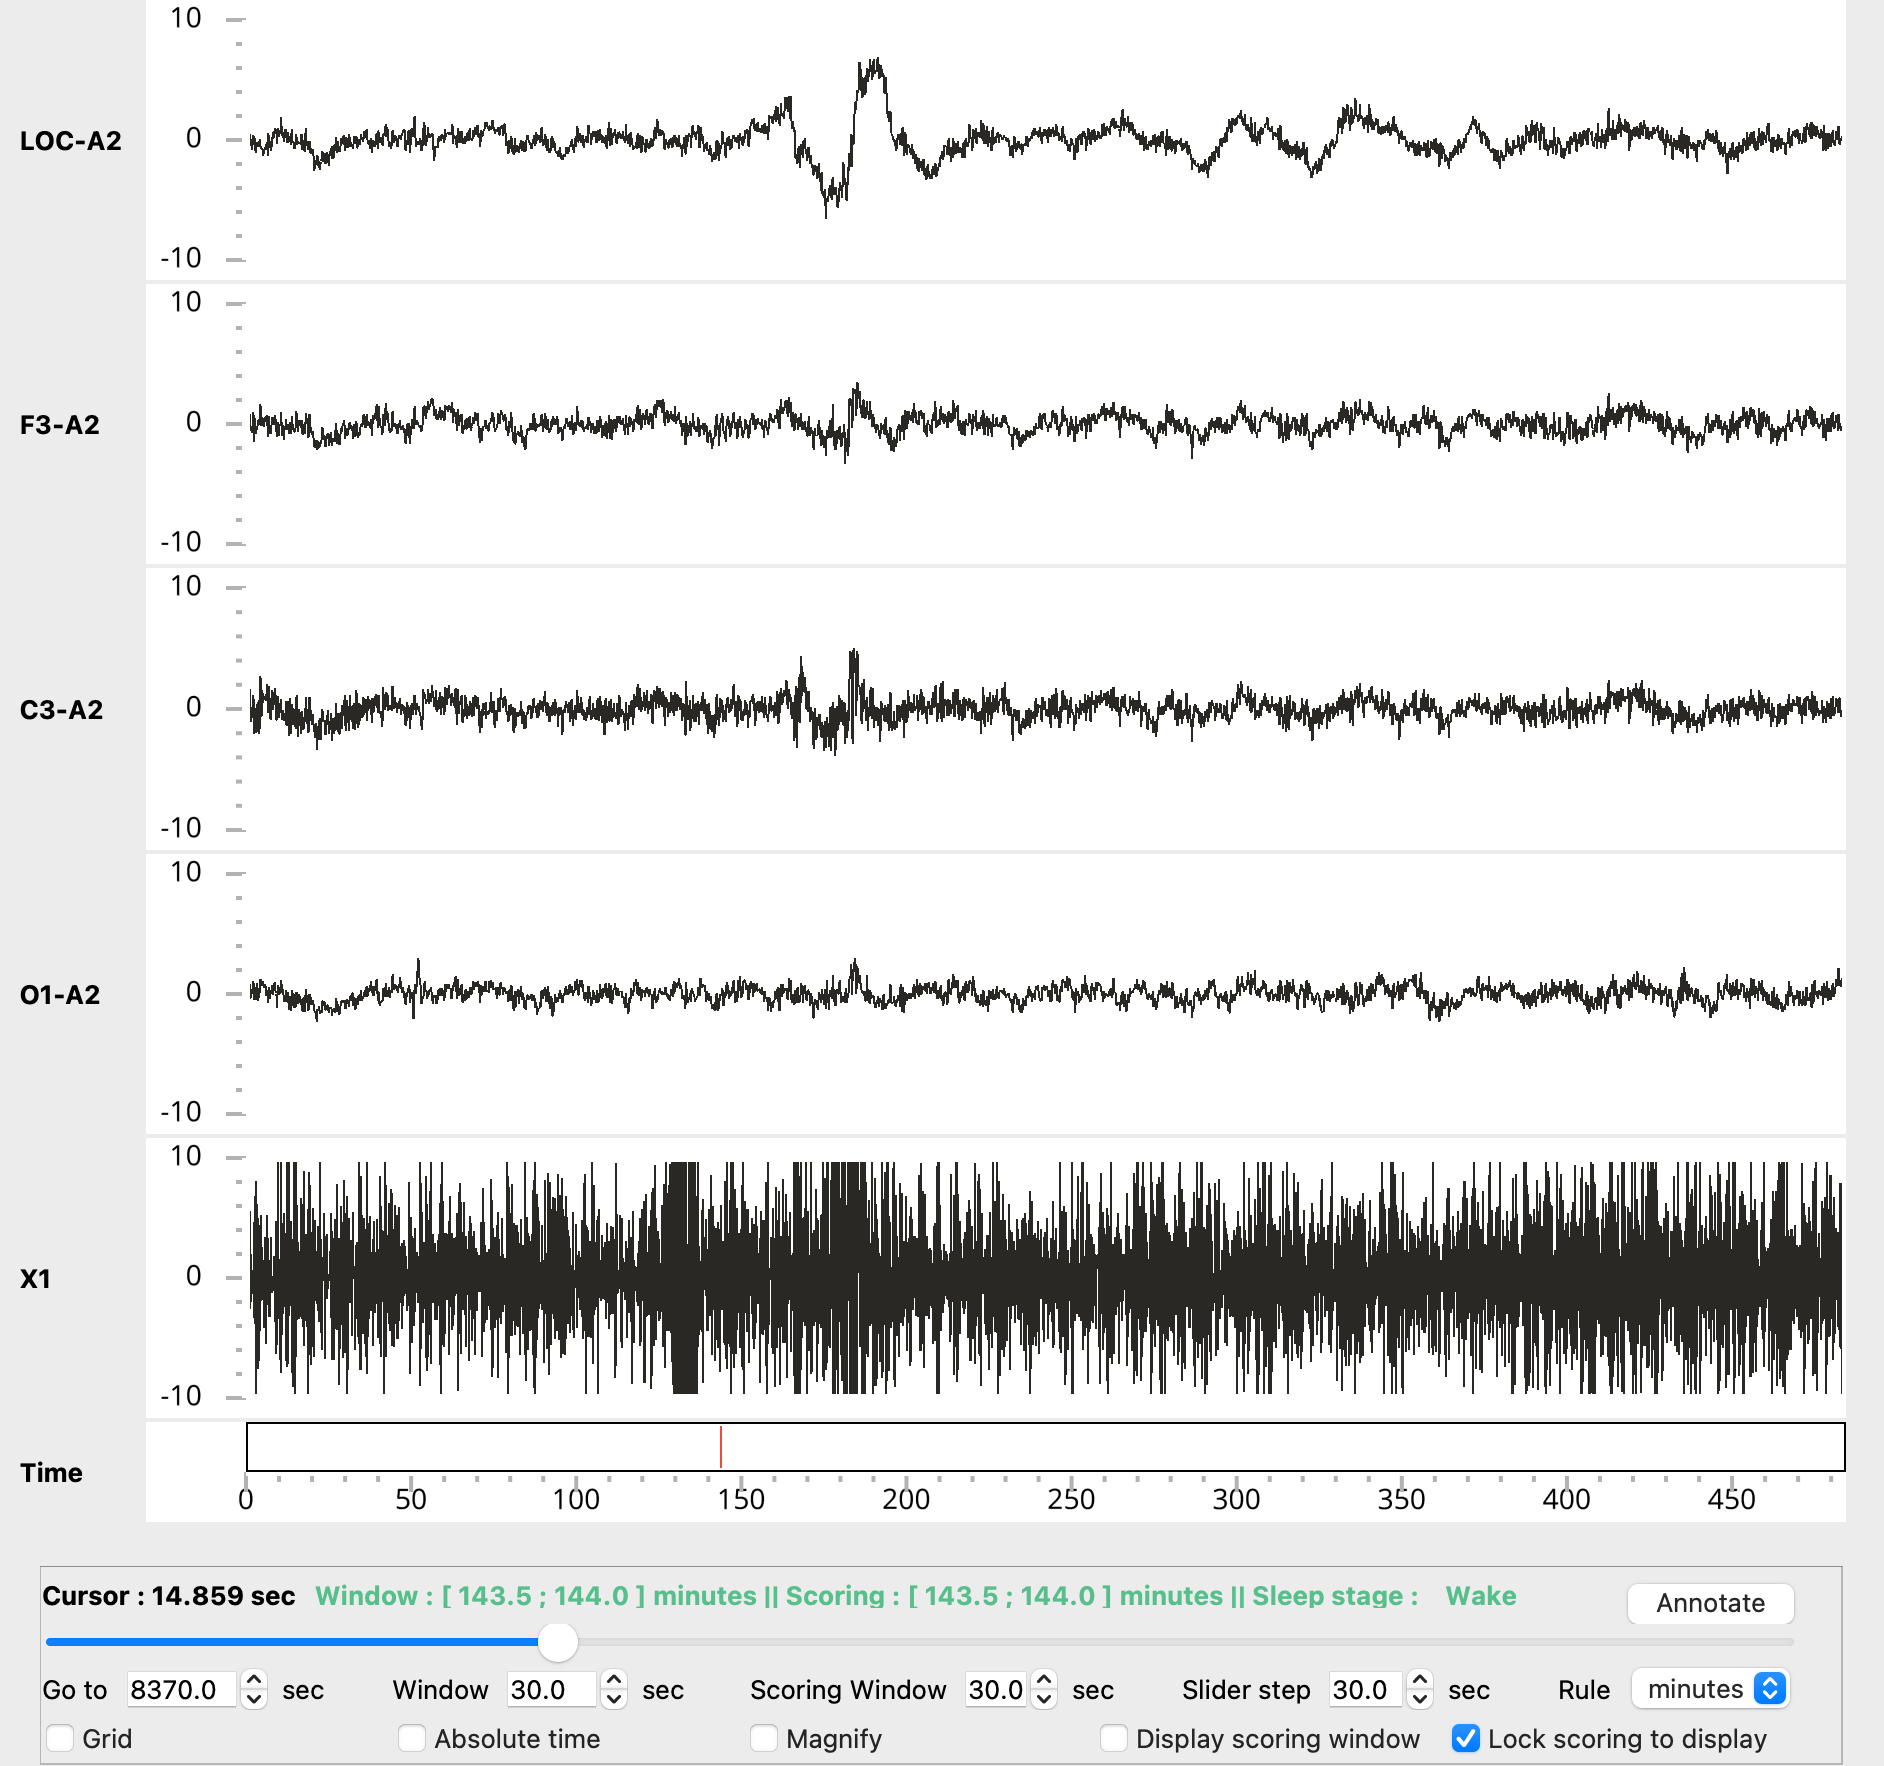 10
LOC-A2
0
-10
10
F3-A2
0
-10
10
C3-A2
0
-10
10
O1-A2
0
-10
10
X1
0
-10
Time
0 50 100 150 200 250 300 350 400 450
Cursor : 14.859 sec Window : [ 143.5 ; 144.0 ] minutes || Scoring : [ 143.5 ; 144.0 ] minutes || Sleep stage : Wake Annotate
Go to 8370.0 sec Window 30.0 sec Scoring Window 30.0 sec Slider step 30.0 sec Rule minutes
Grid Absolute time Magnify Display scoring window Lock scoring to display